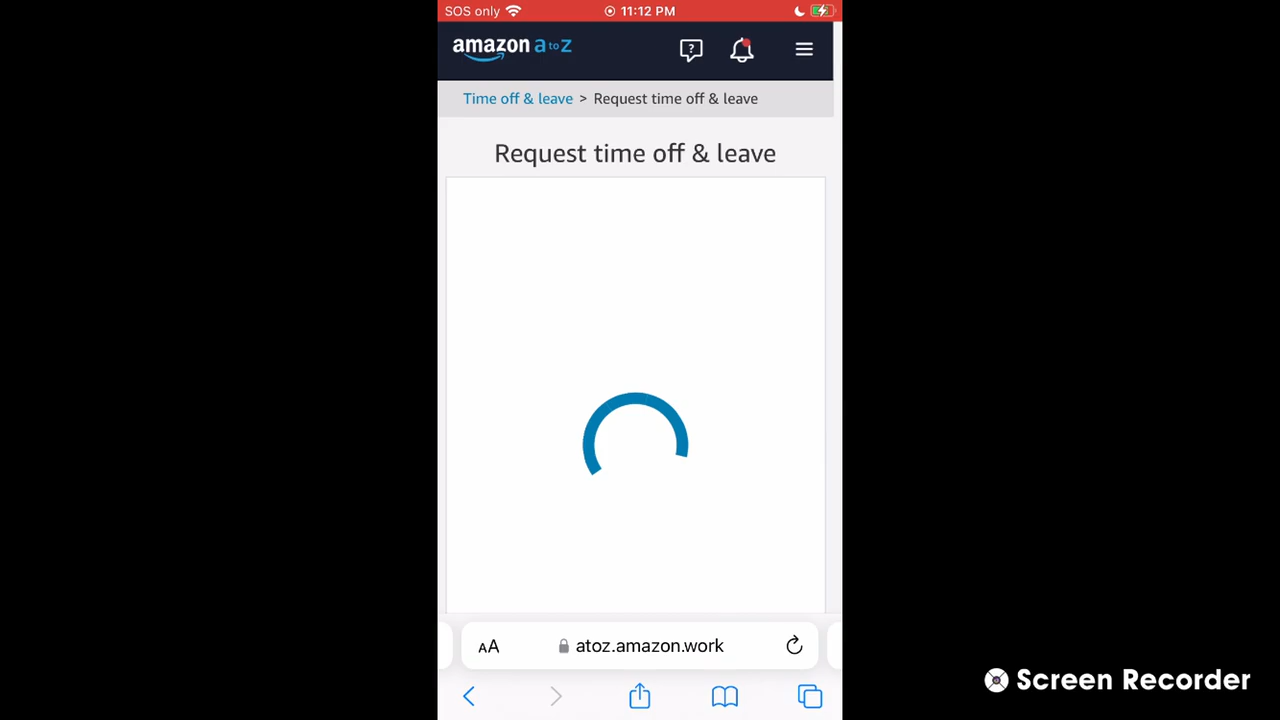 SOS only 11:12 PM
amazon a to z ?
Time off & leave > Request time off & leave
Request time off & leave
AA atoz.amazon.work
Screen Recorder